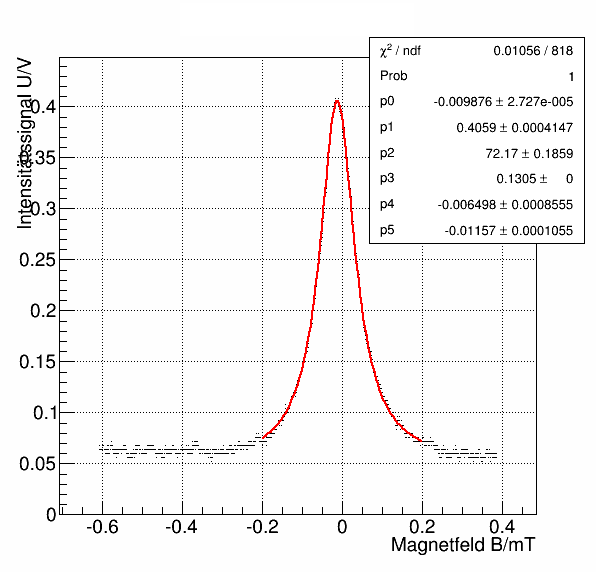 χ² / ndf 0.01056 / 818
Prob 1
p0 -0.009876 ± 2.727e-005
p1 0.4059 ± 0.0004147
p2 72.17 ± 0.1859
p3 0.1305 ± 0
p4 -0.006498 ± 0.0008555
p5 -0.01157 ± 0.0001055
Intensitätssignal U/V
0.4
0.35
0.3
0.25
0.2
0.15
0.1
0.05
0
-0.6 -0.4 -0.2 0 0.2 0.4
Magnetfeld B/mT